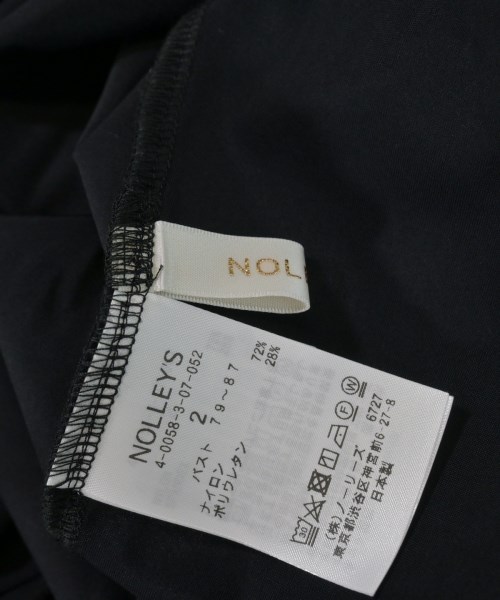 NOL
NOLLEY'S
4-0058-3-07-052
2
バスト 79~87
ナイロン 72%
ポリウレタン 28%
30 F W
6727
(株)ノーリーズ
東京都渋谷区神宮前6-27-8
日本製